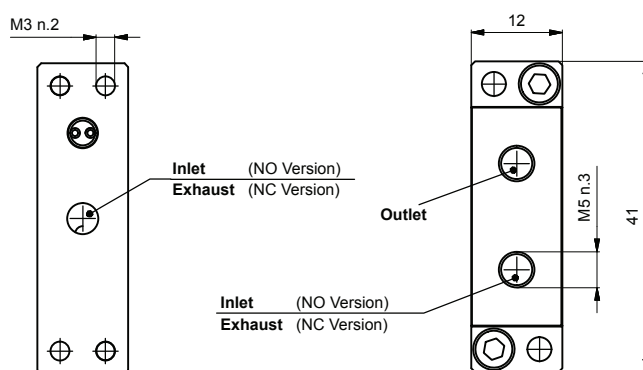 M3 n.2
12
Inlet (NO Version)
Exhaust (NC Version)
Outlet
M5 n.3
41
Inlet (NO Version)
Exhaust (NC Version)